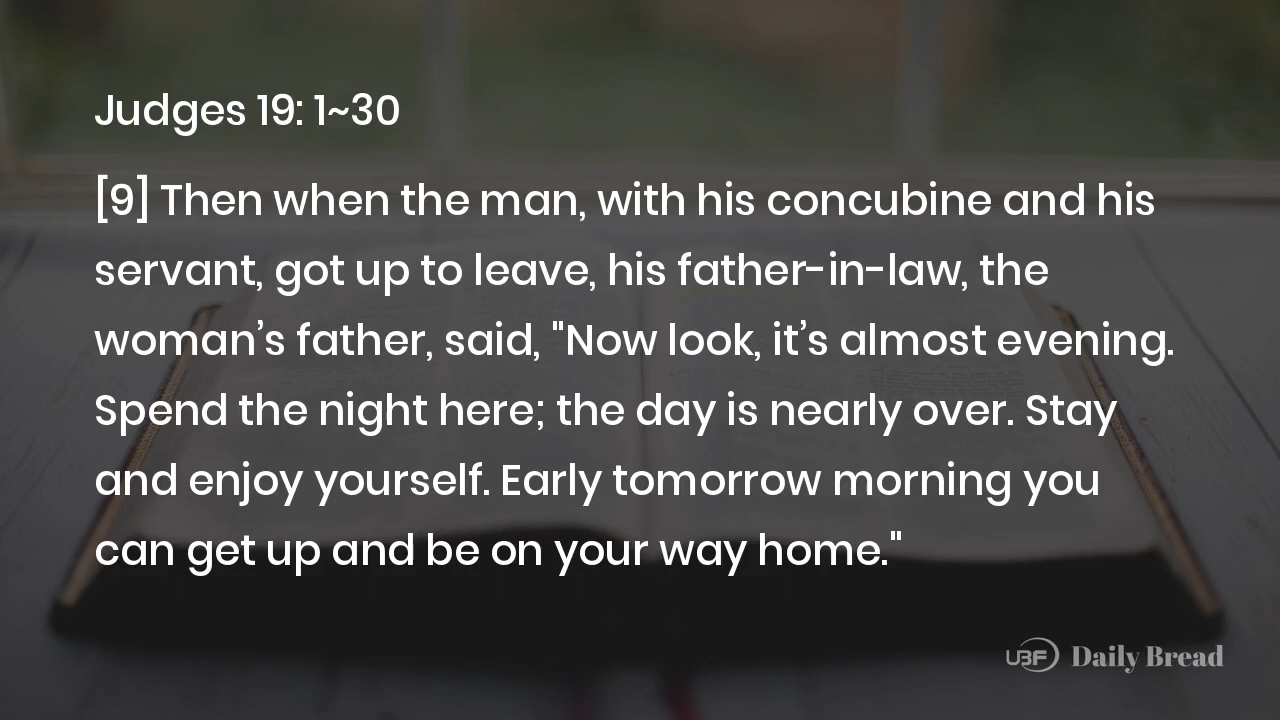 Judges 19: 1~30
[9] Then when the man, with his concubine and his
servant, got up to leave, his father-in-law, the
woman’s father, said, "Now look, it’s almost evening.
Spend the night here; the day is nearly over. Stay
and enjoy yourself. Early tomorrow morning you
can get up and be on your way home."
UBF Daily Bread